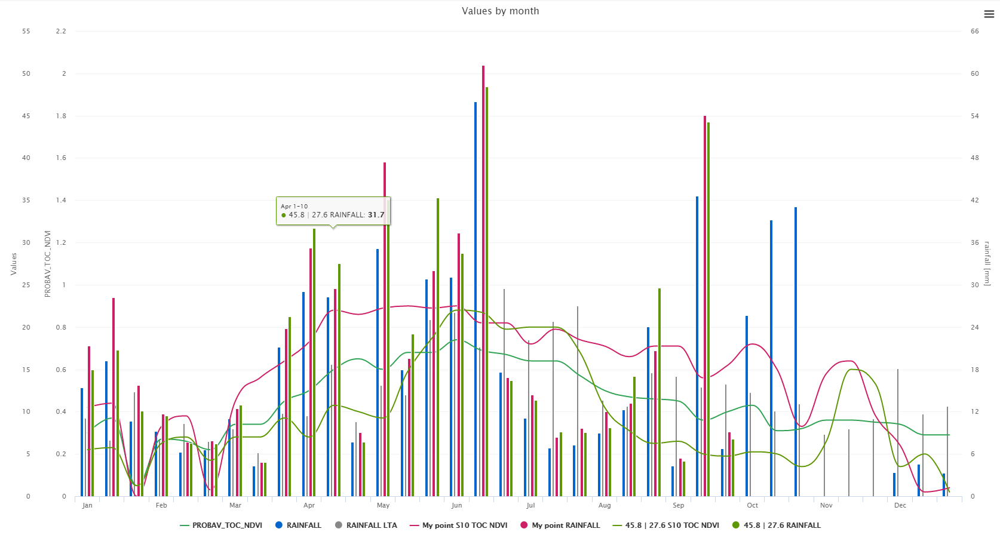 Values by month
55 2.2 66
50 2 60
45 1.8 54
40 1.6 48
35 1.4 42
30 1.2 36
25 1 30
20 0.8 24
15 0.6 18
10 0.4 12
5 0.2 6
0 0 0
Values
PROBAV_TOC_NDVI
rainfall [mm]
Apr 1-10
45.8 | 27.6 RAINFALL: 31.7
Jan Feb Mar Apr May Jun Jul Aug Sep Oct Nov Dec
PROBAV_TOC_NDVI RAINFALL RAINFALL LTA My point S10 TOC NDVI My point RAINFALL 45.8 | 27.6 S10 TOC NDVI 45.8 | 27.6 RAINFALL